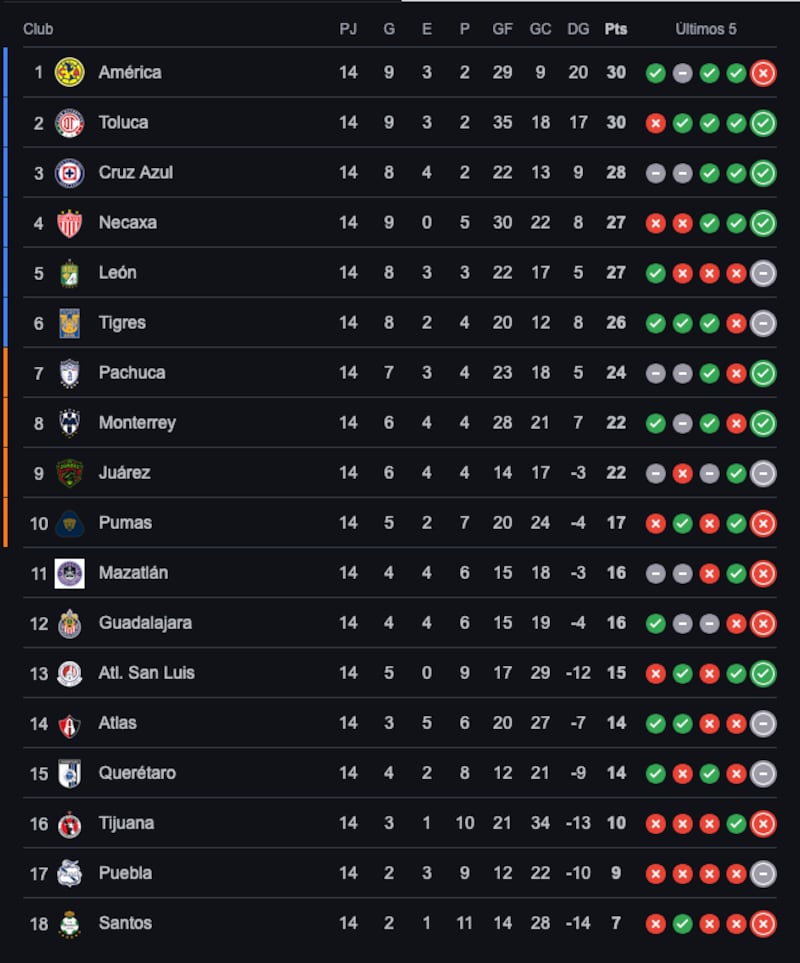 Club PJ G E P GF GC DG Pts Últimos 5
1 América 14 9 3 2 29 9 20 30
2 Toluca 14 9 3 2 35 18 17 30
3 Cruz Azul 14 8 4 2 22 13 9 28
4 Necaxa 14 9 0 5 30 22 8 27
5 León 14 8 3 3 22 17 5 27
6 Tigres 14 8 2 4 20 12 8 26
7 Pachuca 14 7 3 4 23 18 5 24
8 Monterrey 14 6 4 4 28 21 7 22
9 Juárez 14 6 4 4 14 17 -3 22
10 Pumas 14 5 2 7 20 24 -4 17
11 Mazatlán 14 4 4 6 15 18 -3 16
12 Guadalajara 14 4 4 6 15 19 -4 16
13 Atl. San Luis 14 5 0 9 17 29 -12 15
14 Atlas 14 3 5 6 20 27 -7 14
15 Querétaro 14 4 2 8 12 21 -9 14
16 Tijuana 14 3 1 10 21 34 -13 10
17 Puebla 14 2 3 9 12 22 -10 9
18 Santos 14 2 1 11 14 28 -14 7